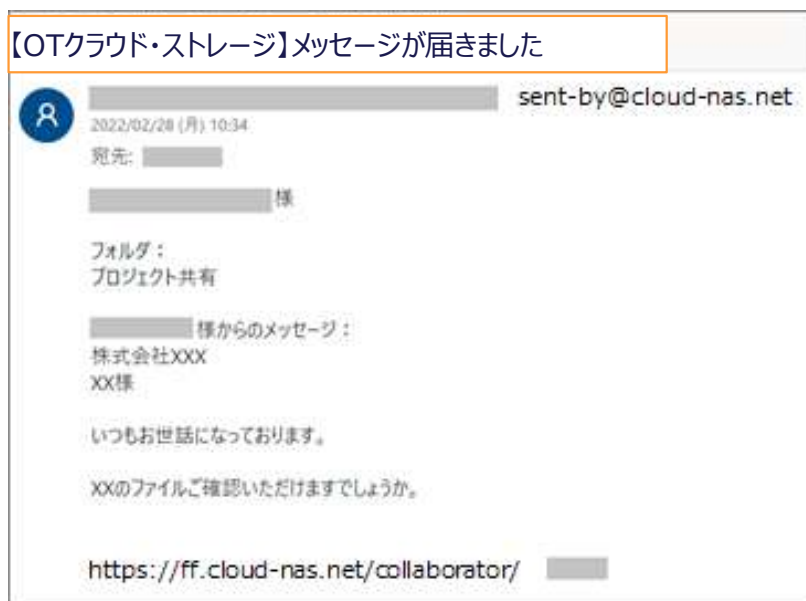 【OTクラウド・ストレージ】メッセージが届きました
sent-by@cloud-nas.net
2022/02/28 (月) 10:34
宛先:
様
フォルダ：
プロジェクト共有
様からのメッセージ：
株式会社XXX
XX様
いつもお世話になっております。
XXのファイルご確認いただけますでしょうか。
https://ff.cloud-nas.net/collaborator/